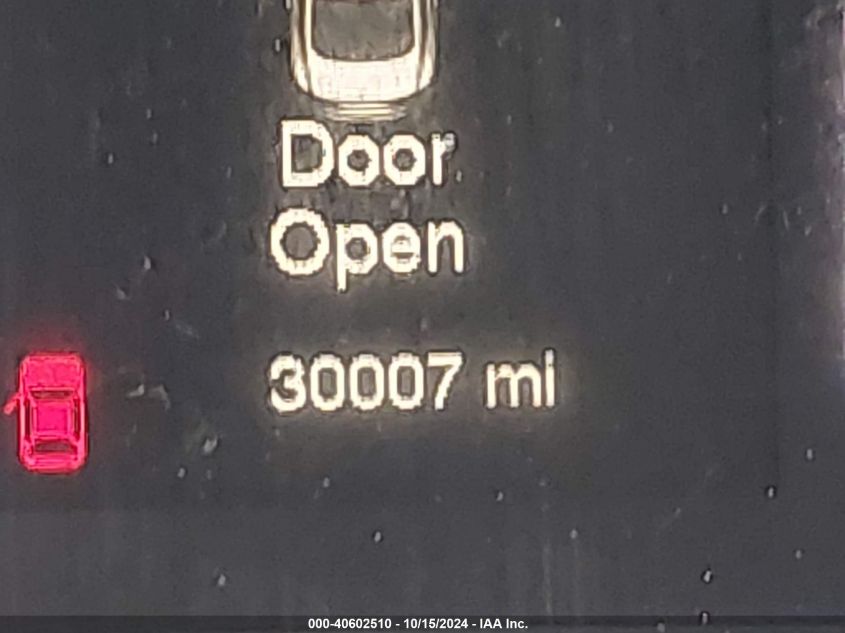 Door
Open
30007 mi
000-40602510 - 10/15/2024 - IAA Inc.